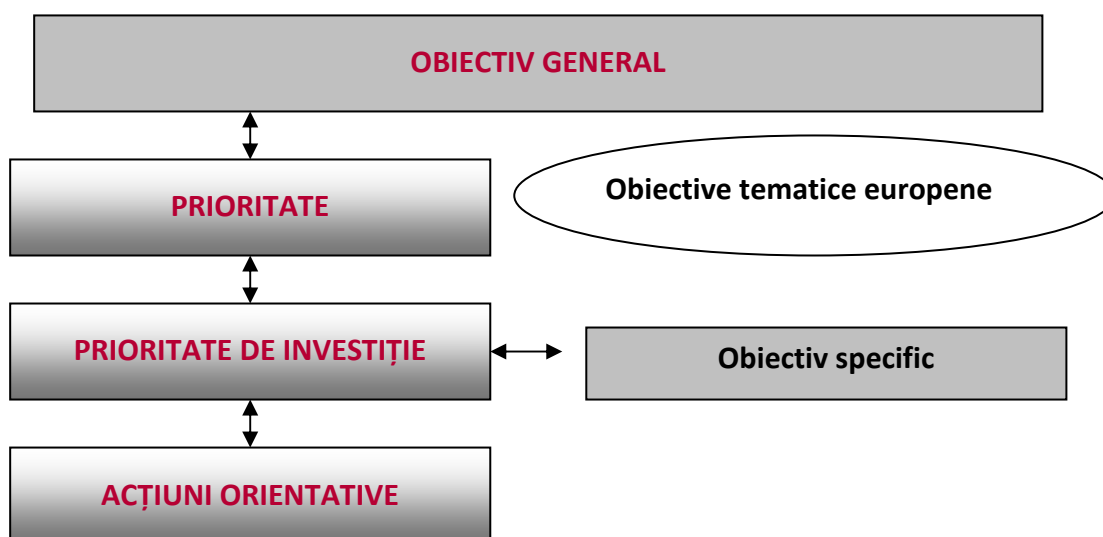 OBIECTIV GENERAL
PRIORITATE
Obiective tematice europene
PRIORITATE DE INVESTIȚIE
Obiectiv specific
ACȚIUNI ORIENTATIVE